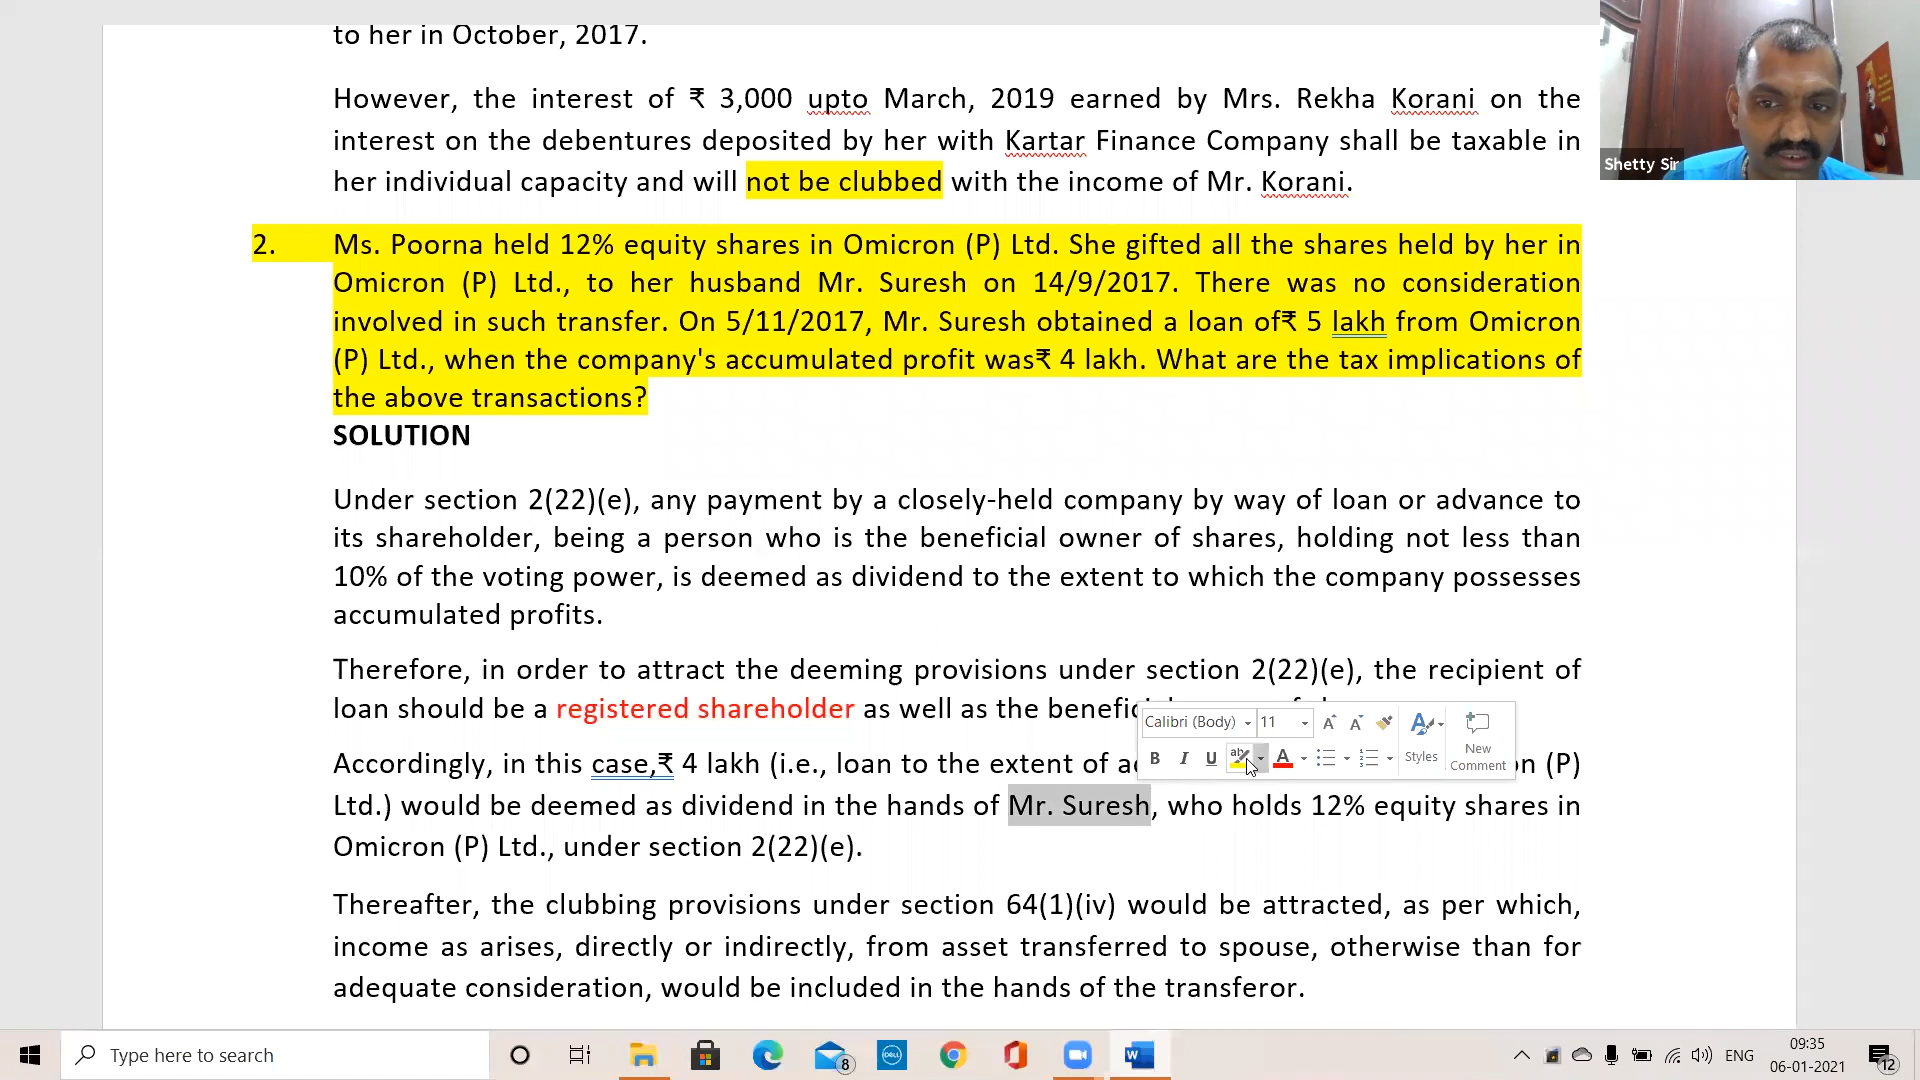 to her in October, 2017.
However, the interest of ₹ 3,000 upto March, 2019 earned by Mrs. Rekha Korani on the
interest on the debentures deposited by her with Kartar Finance Company shall be taxable in
her individual capacity and will not be clubbed with the income of Mr. Korani.
Shetty Sir
2. Ms. Poorna held 12% equity shares in Omicron (P) Ltd. She gifted all the shares held by her in
Omicron (P) Ltd., to her husband Mr. Suresh on 14/9/2017. There was no consideration
involved in such transfer. On 5/11/2017, Mr. Suresh obtained a loan of₹ 5 lakh from Omicron
(P) Ltd., when the company's accumulated profit was₹ 4 lakh. What are the tax implications of
the above transactions?
SOLUTION
Under section 2(22)(e), any payment by a closely-held company by way of loan or advance to
its shareholder, being a person who is the beneficial owner of shares, holding not less than
10% of the voting power, is deemed as dividend to the extent to which the company possesses
accumulated profits.
Therefore, in order to attract the deeming provisions under section 2(22)(e), the recipient of
loan should be a registered shareholder as well as the
Calibri (Body) 11
B I U Styles New Comment
Accordingly, in this case,₹ 4 lakh (i.e., loan to the extent of (P)
Ltd.) would be deemed as dividend in the hands of Mr. Suresh, who holds 12% equity shares in
Omicron (P) Ltd., under section 2(22)(e).
Thereafter, the clubbing provisions under section 64(1)(iv) would be attracted, as per which,
income as arises, directly or indirectly, from asset transferred to spouse, otherwise than for
adequate consideration, would be included in the hands of the transferor.
Type here to search
8
DELL
ENG
09:35
06-01-2021
12